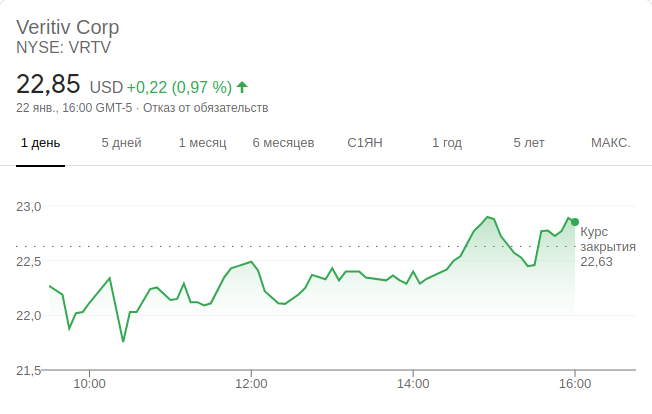 Veritiv Corp
NYSE: VRTV
22,85 USD +0,22 (0,97 %)
22 янв., 16:00 GMT-5 · Отказ от обязательств
1 день 5 дней 1 месяц 6 месяцев С1ЯН 1 год 5 лет МАКС.
23,0
Курс
закрытия
22,63
22,5
22,0
21,5
10:00 12:00 14:00 16:00